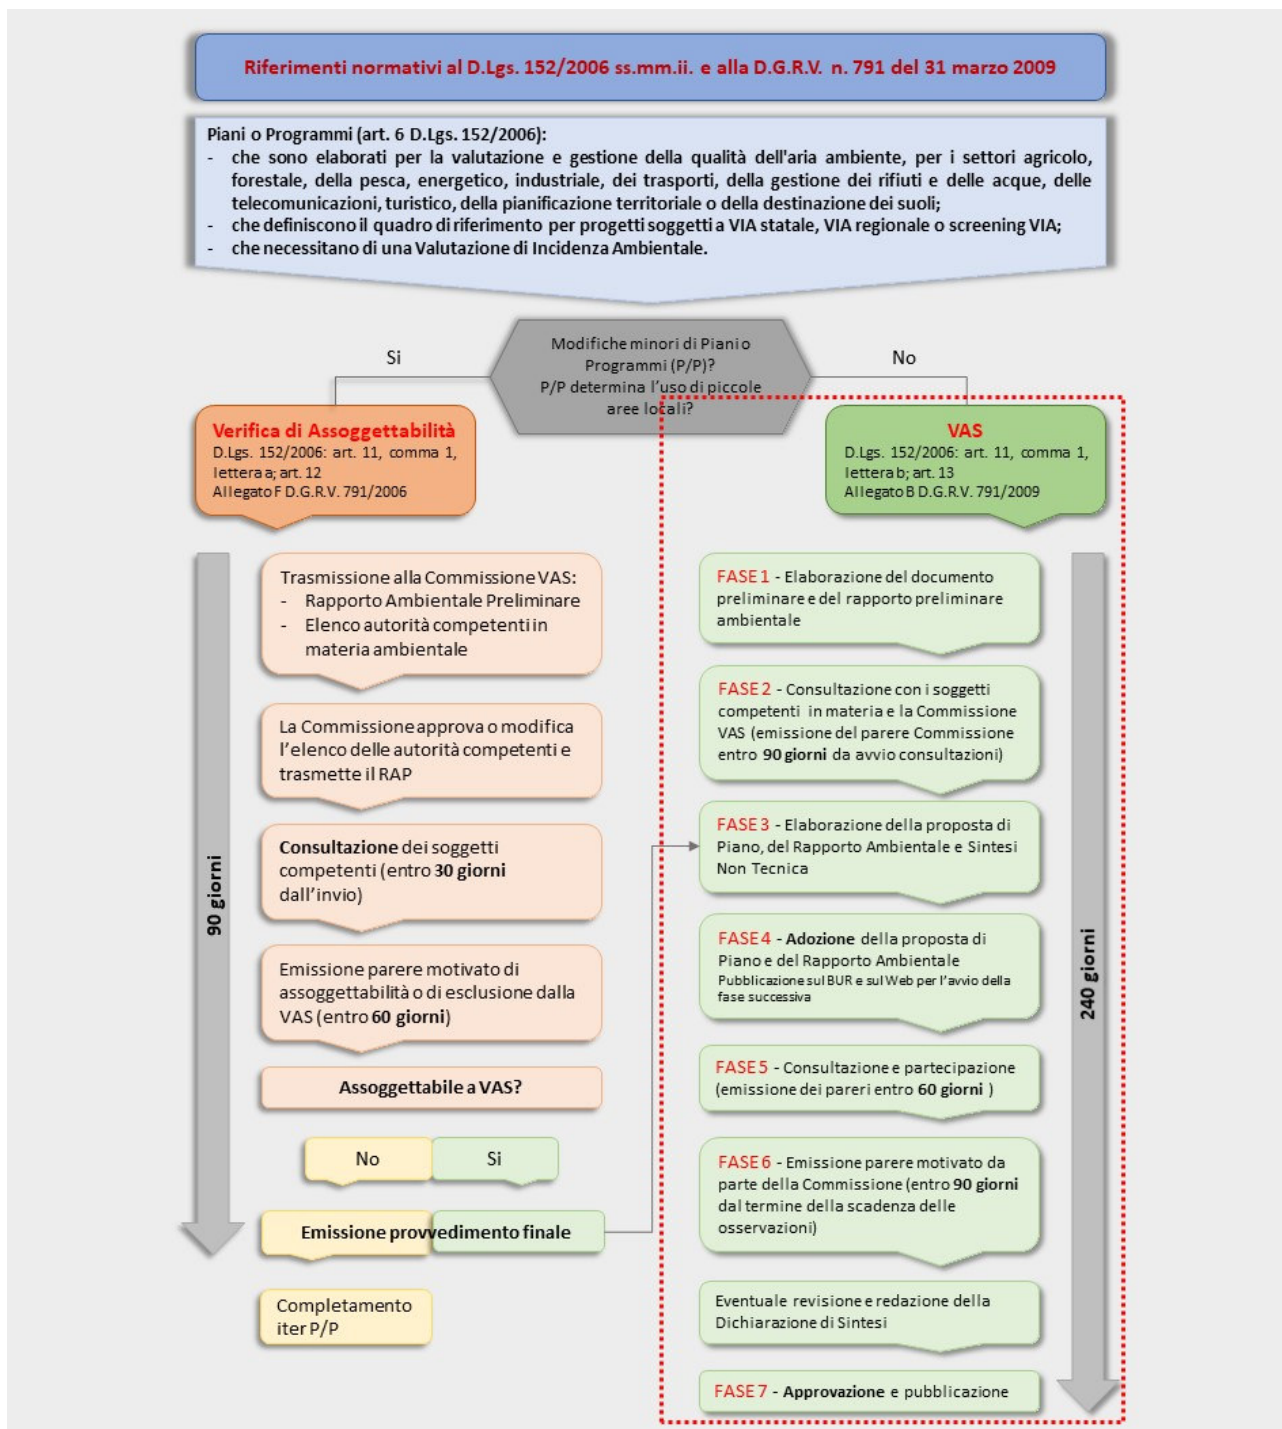 Riferimenti normativi al D.Lgs. 152/2006 ss.mm.ii. e alla D.G.R.V. n. 791 del 31 marzo 2009
Piani o Programmi (art. 6 D.Lgs. 152/2006):
- che sono elaborati per la valutazione e gestione della qualità dell'aria ambiente, per i settori agricolo,
forestale, della pesca, energetico, industriale, dei trasporti, della gestione dei rifiuti e delle acque, delle
telecomunicazioni, turistico, della pianificazione territoriale o della destinazione dei suoli;
- che definiscono il quadro di riferimento per progetti soggetti a VIA statale, VIA regionale o screening VIA;
- che necessitano di una Valutazione di Incidenza Ambientale.
Modifiche minori di Piani o
Programmi (P/P)?
P/P determina l'uso di piccole
aree locali?
Si
No
Verifica di Assoggettabilità
D.Lgs. 152/2006: art. 11, comma 1,
lettera a; art. 12
Allegato F D.G.R.V. 791/2006
90 giorni
Trasmissione alla Commissione VAS:
- Rapporto Ambientale Preliminare
- Elenco autorità competenti in
materia ambientale
La Commissione approva o modifica
l'elenco delle autorità competenti e
trasmette il RAP
Consultazione dei soggetti
competenti (entro 30 giorni
dall'invio)
Emissione parere motivato di
assoggettabilità o di esclusione dalla
VAS (entro 60 giorni)
Assoggettabile a VAS?
No
Si
Emissione provvedimento finale
Completamento
iter P/P
VAS
D.Lgs. 152/2006: art. 11, comma 1,
lettera b; art. 13
Allegato B D.G.R.V. 791/2009
FASE 1 - Elaborazione del documento
preliminare e del rapporto preliminare
ambientale
FASE 2 - Consultazione con i soggetti
competenti in materia e la Commissione
VAS (emissione del parere Commissione
entro 90 giorni da avvio consultazioni)
FASE 3 - Elaborazione della proposta di
Piano, del Rapporto Ambientale e Sintesi
Non Tecnica
FASE 4 - Adozione della proposta di
Piano e del Rapporto Ambientale
Pubblicazione sul BUR e sul Web per l'avvio della
fase successiva
FASE 5 - Consultazione e partecipazione
(emissione dei pareri entro 60 giorni )
FASE 6 - Emissione parere motivato da
parte della Commissione (entro 90 giorni
dal termine della scadenza delle
osservazioni)
Eventuale revisione e redazione della
Dichiarazione di Sintesi
FASE 7 - Approvazione e pubblicazione
240 giorni